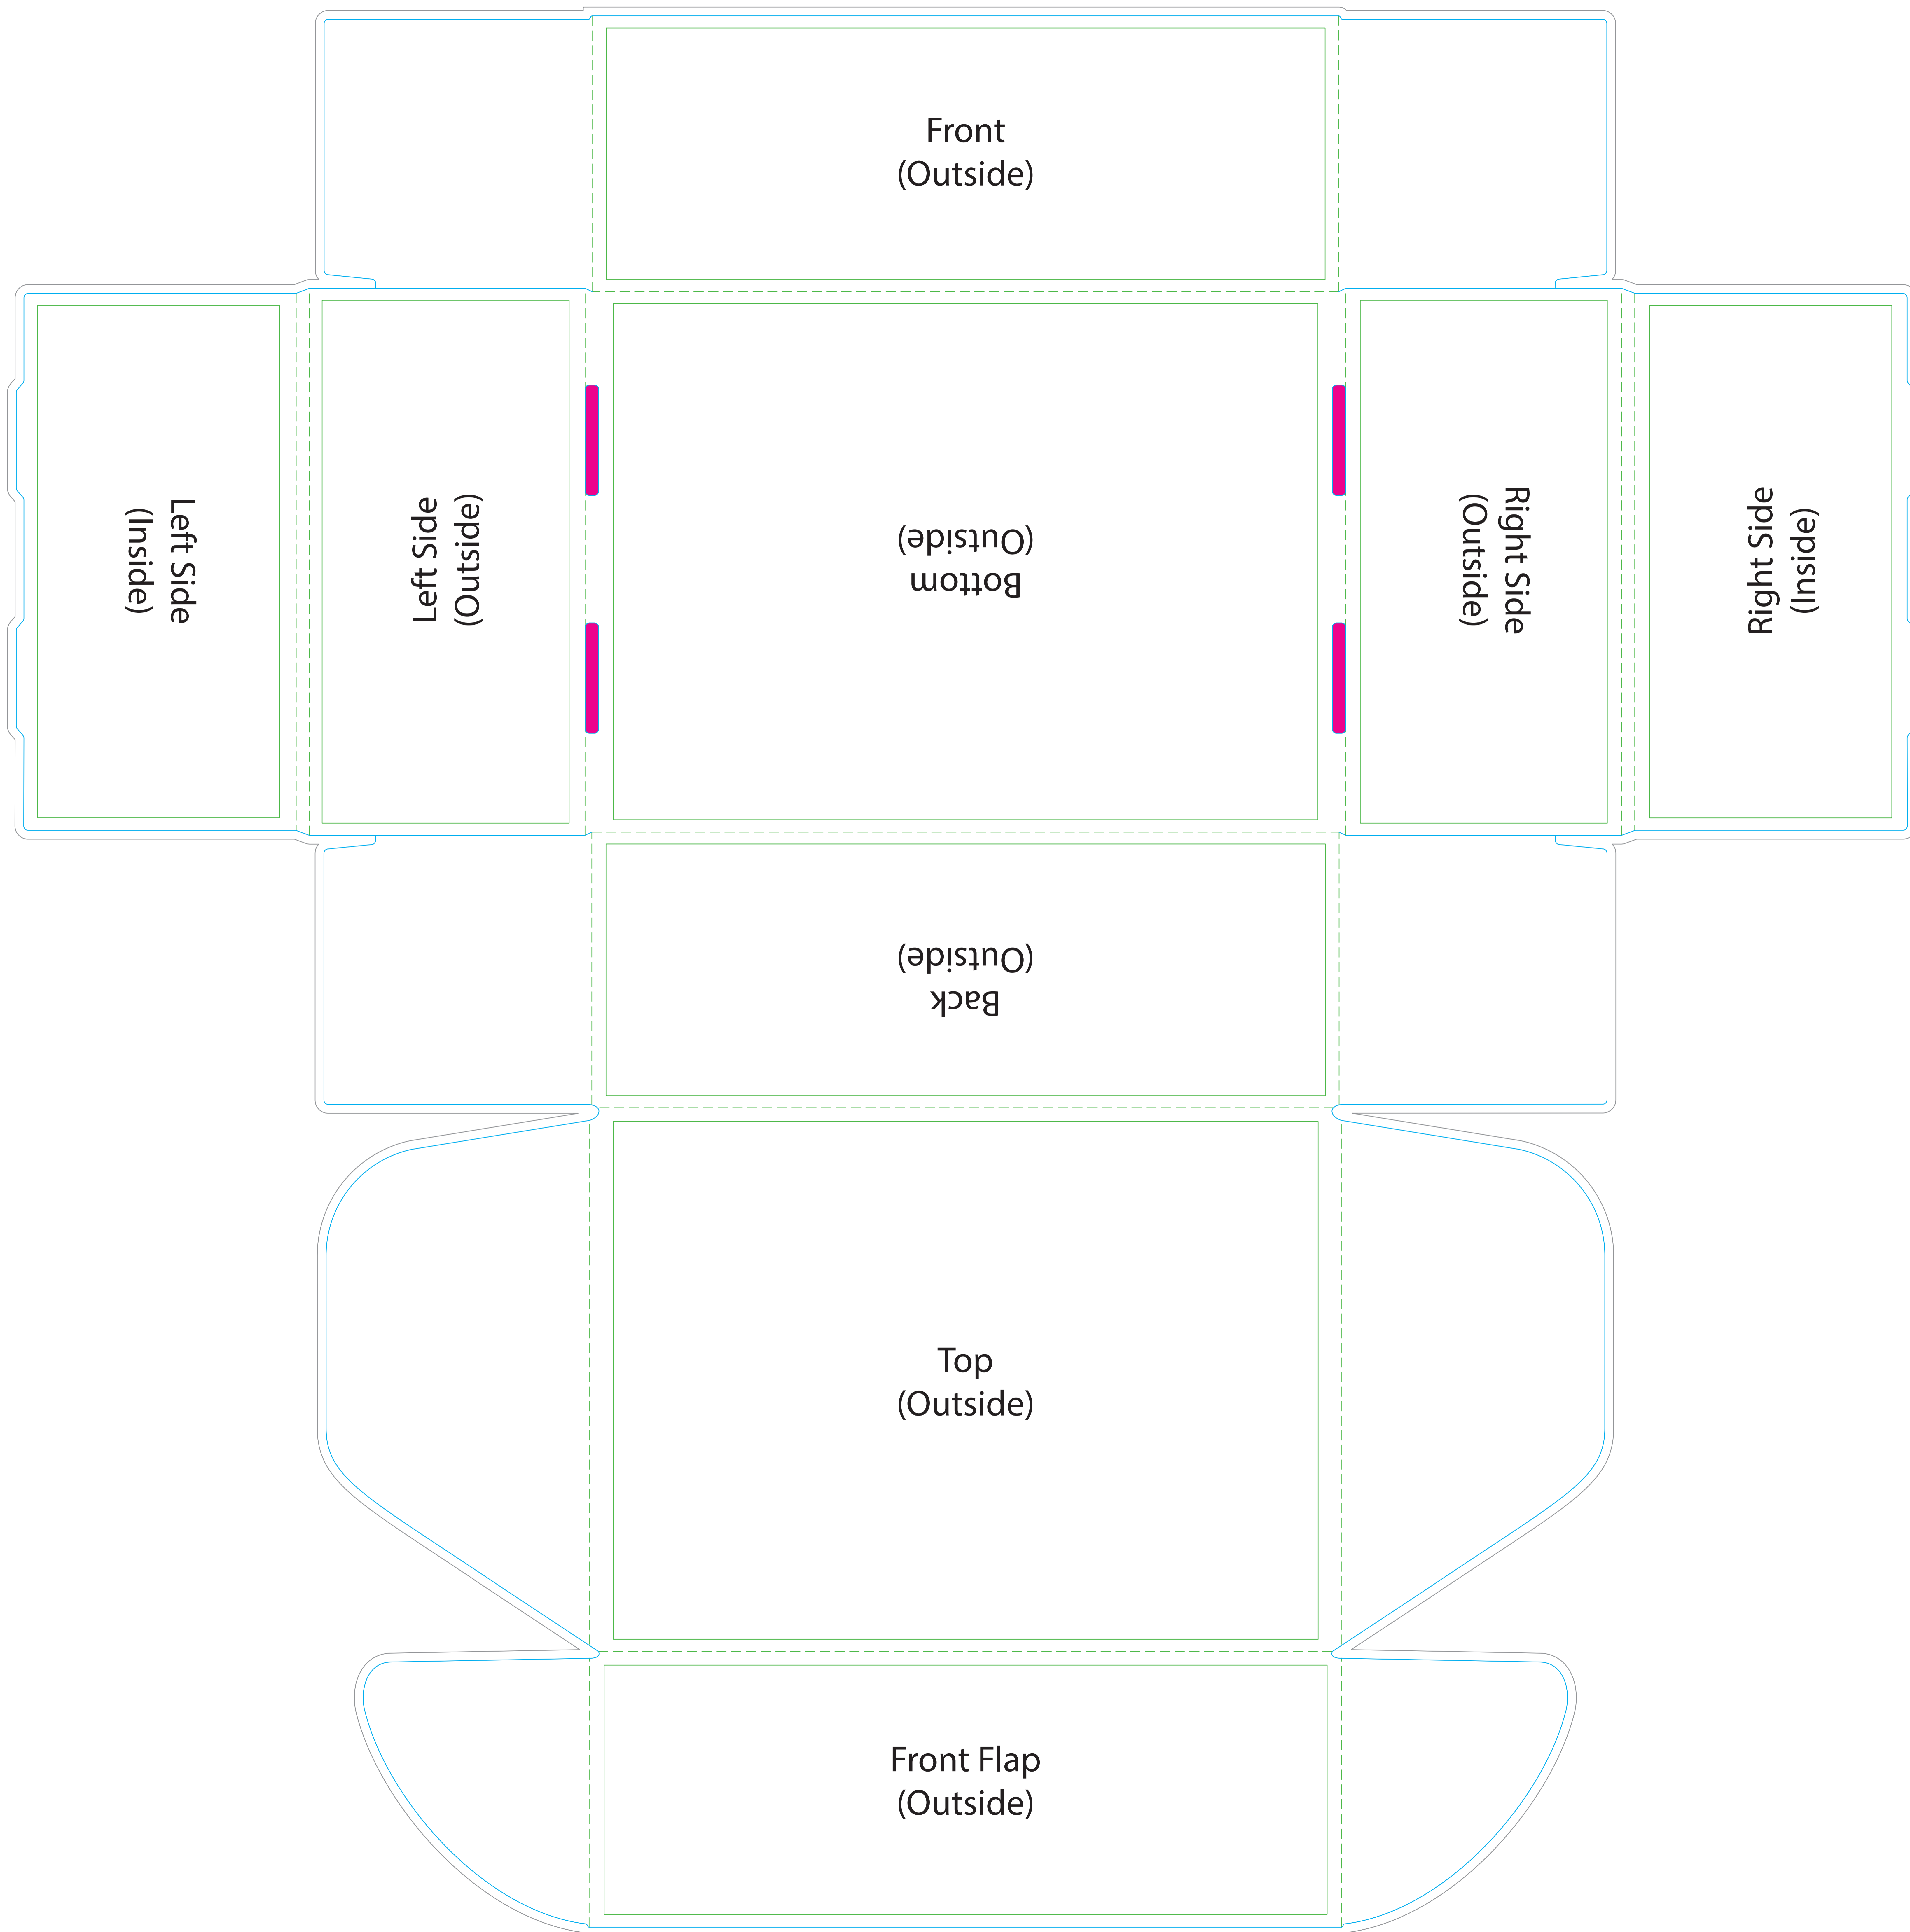 Front
(Outside)
Left Side
(Inside)
Left Side
(Outside)
Bottom
(Outside)
Right Side
(Outside)
Right Side
(Inside)
Back
(Outside)
Top
(Outside)
Front Flap
(Outside)